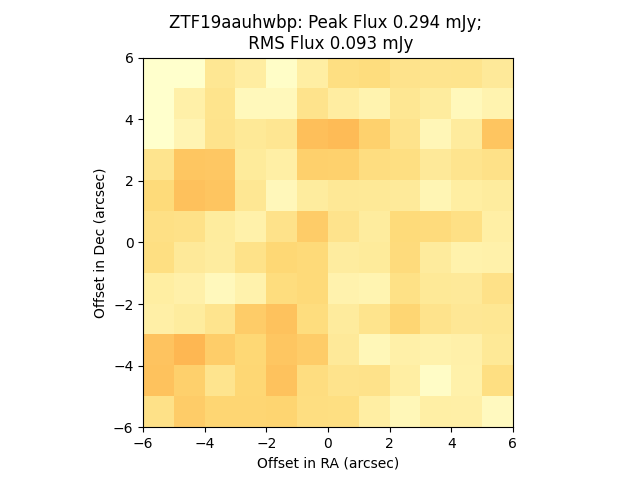 ZTF19aauhwbp: Peak Flux 0.294 mJy;
RMS Flux 0.093 mJy
6
4
2
0
−2
−4
−6
Offset in Dec (arcsec)
−6 −4 −2 0 2 4 6
Offset in RA (arcsec)